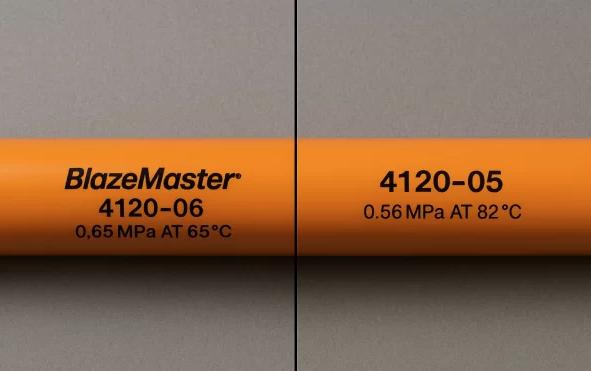 BlazeMaster®
4120-06
0,65 MPa AT 65°C
4120-05
0.56 MPa AT 82°C